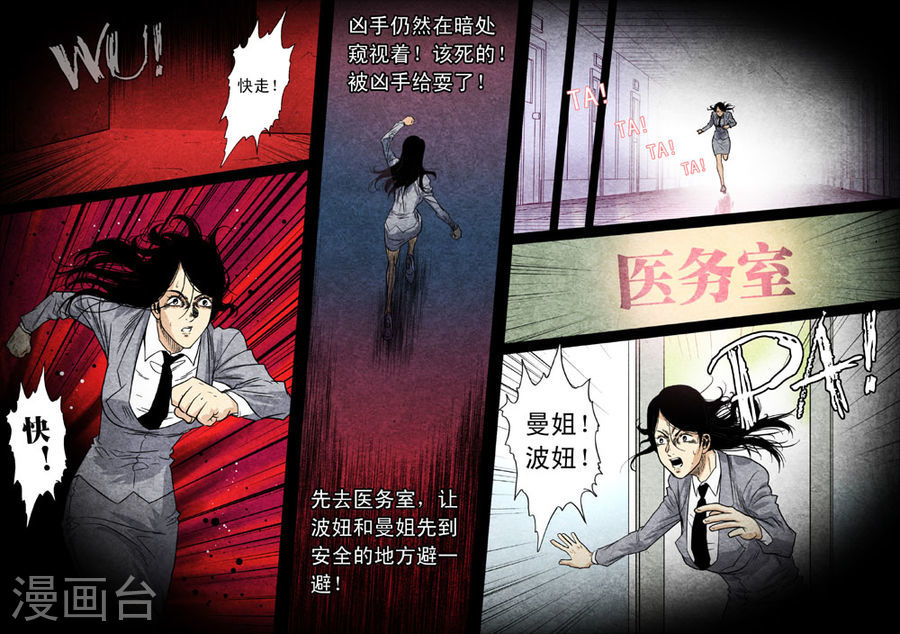 WU!
快走！
快！
凶手仍然在暗处
窥视着！该死的！
被凶手给耍了！
先去医务室，让
波妞和曼姐先到
安全的地方避一
避！
TA!
TA!
TA!
TA!
医务室
PA!
曼姐！
波妞！
漫画台